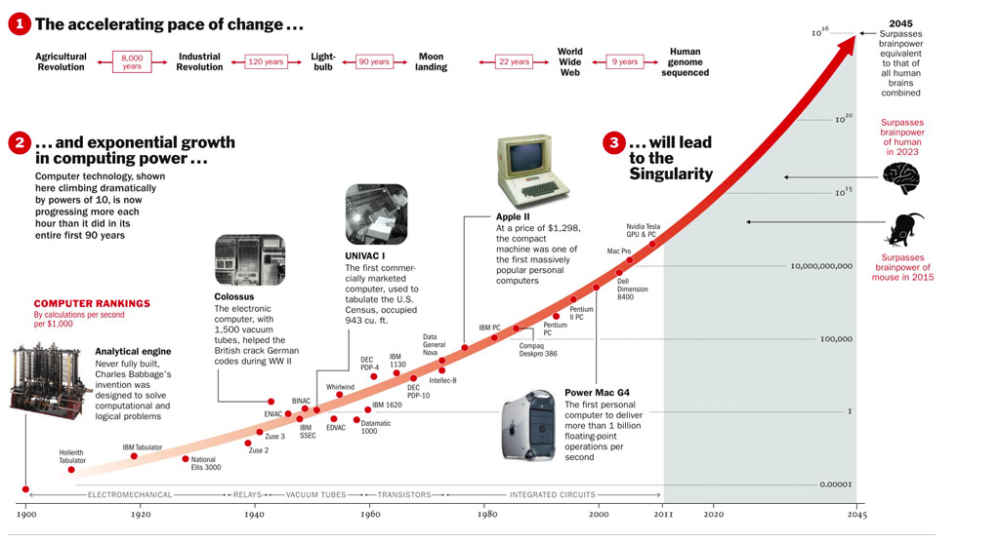 1 The accelerating pace of change ...
Agricultural
Revolution
8,000
years
Industrial
Revolution
120 years
Light-
bulb
90 years
Moon
landing
22 years
World
Wide
Web
9 years
Human
genome
sequenced
2 ... and exponential growth
in computing power ...
Computer technology, shown
here climbing dramatically
by powers of 10, is now
progressing more each
hour than it did in its
entire first 90 years
3 ... will lead
to the
Singularity
2045
Surpasses
brainpower
equivalent
to that of
all human
brains
combined
Surpasses
brainpower
of human
in 2023
Surpasses
brainpower of
mouse in 2015
COMPUTER RANKINGS
By calculations per second
per $1,000
Analytical engine
Never fully built,
Charles Babbage's
invention was
designed to solve
computational and
logical problems
Colossus
The electronic
computer, with
1,500 vacuum
tubes, helped the
British crack German
codes during WW II
UNIVAC I
The first commer-
cially marketed
computer, used to
tabulate the U.S.
Census, occupied
943 cu. ft.
Apple II
At a price of $1,298,
the compact
machine was one of
the first massively
popular personal
computers
Power Mac G4
The first personal
computer to deliver
more than 1 billion
floating-point
operations per
second
Hollerith
Tabulator
IBM Tabulator
National
Ellis 3000
Zuse 2
Zuse 3
ENIAC
BINAC
IBM
SSEC
Whirlwind
EDVAC
Datamatic
1000
IBM 1620
DEC
PDP-4
IBM
1130
DEC
PDP-10
Data
General
Nova
Intellec-8
IBM PC
Compaq
Deskpro 386
Pentium
PC
Pentium
II PC
Dell
Dimension
8400
Mac Pro
Nvidia Tesla
GPU & PC
10^26
10^20
10^15
10,000,000,000
100,000
1
0.00001
ELECTROMECHANICAL
RELAYS
VACUUM TUBES
TRANSISTORS
INTEGRATED CIRCUITS
1900
1920
1940
1960
1980
2000
2011
2020
2045